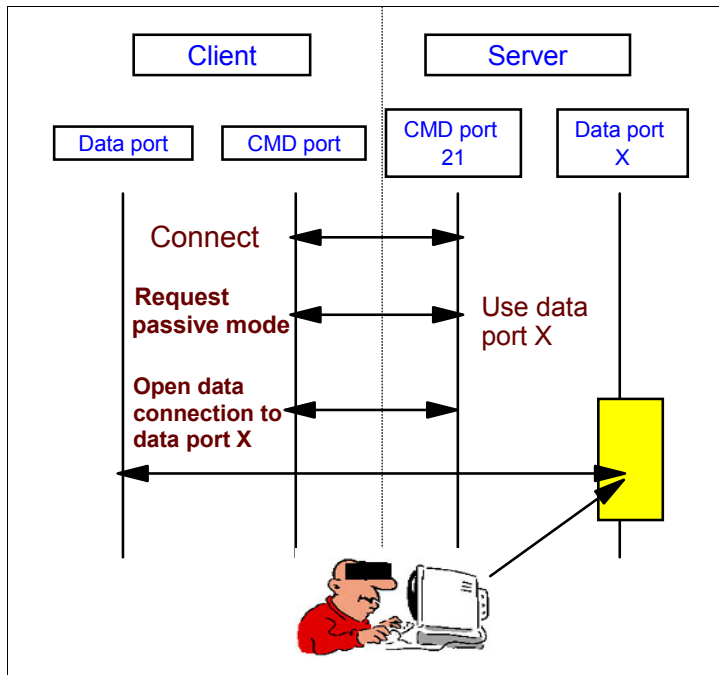 Client
Server
Data port
CMD port
CMD port
21
Data port
X
Connect
Request
passive mode
Use data
port X
Open data
connection to
data port X